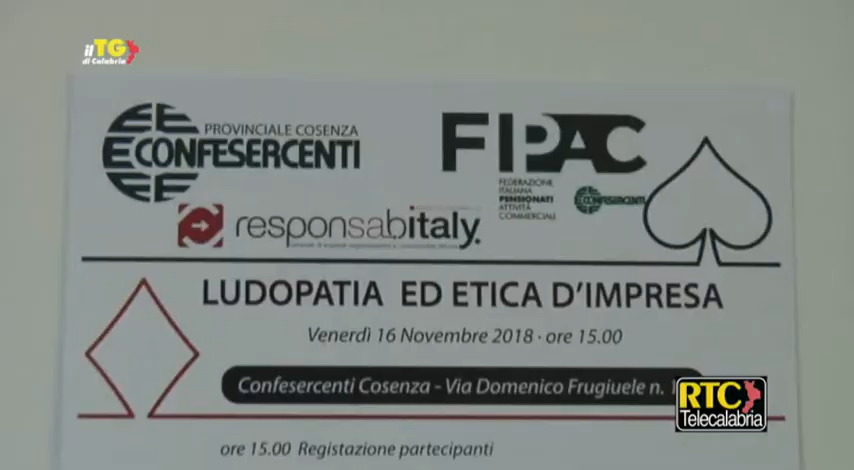 il TG
di Calabria
PROVINCIALE COSENZA
CONFESERCENTI
FIPAC
FEDERAZIONE
ITALIANA
PENSIONATI
ATTIVITÀ
COMMERCIALE
CONFESERCENTI
responsabitaly.
LUDOPATIA ED ETICA D'IMPRESA
Venerdì 16 Novembre 2018 · ore 15.00
Confesercenti Cosenza - Via Domenico Frugiuele n.
RTC
Telecalabria
ore 15.00 Registazione partecipanti